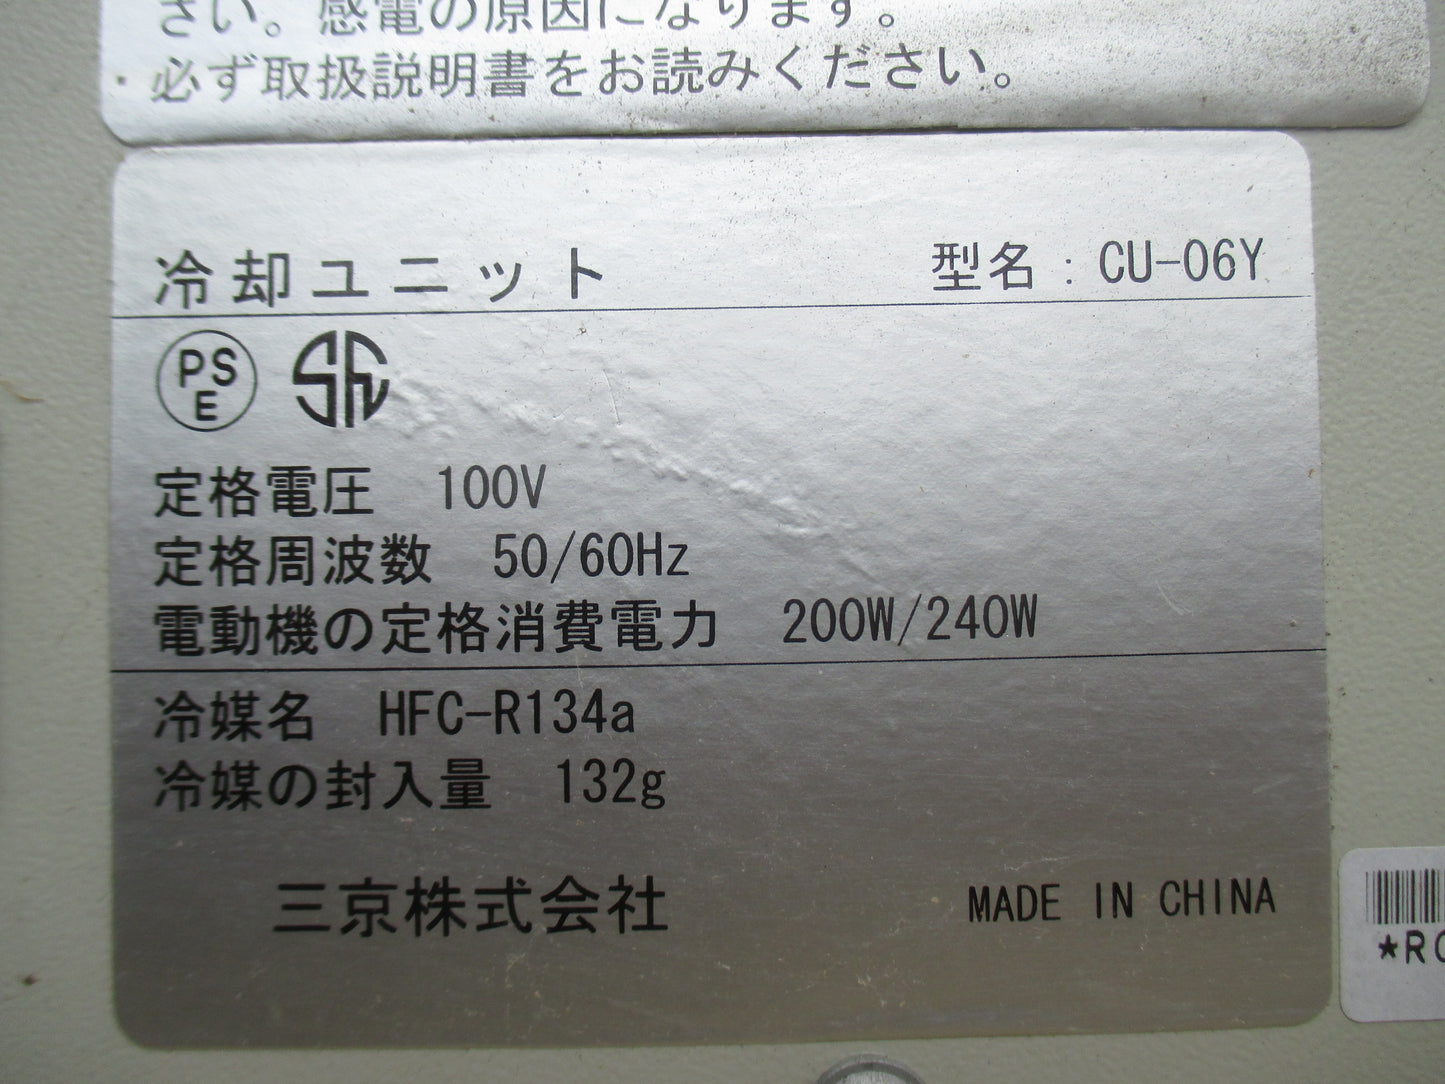 さい。感電の原因になります。
・必ず取扱説明書をお読みください。
冷却ユニット 型名：CU-06Y
PSE
定格電圧 100V
定格周波数 50/60Hz
電動機の定格消費電力 200W/240W
冷媒名 HFC-R134a
冷媒の封入量 132g
三京株式会社 MADE IN CHINA
*R